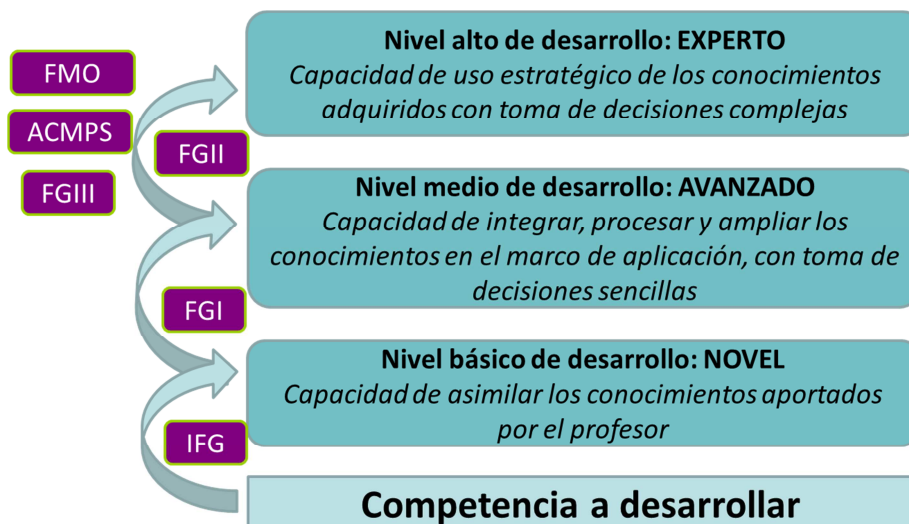 Nivel alto de desarrollo: EXPERTO
Capacidad de uso estratégico de los conocimientos
adquiridos con toma de decisiones complejas
FMO
ACMPS
FGIII
FGII
Nivel medio de desarrollo: AVANZADO
Capacidad de integrar, procesar y ampliar los
conocimientos en el marco de aplicación, con toma de
decisiones sencillas
FGI
Nivel básico de desarrollo: NOVEL
Capacidad de asimilar los conocimientos aportados
por el profesor
IFG
Competencia a desarrollar